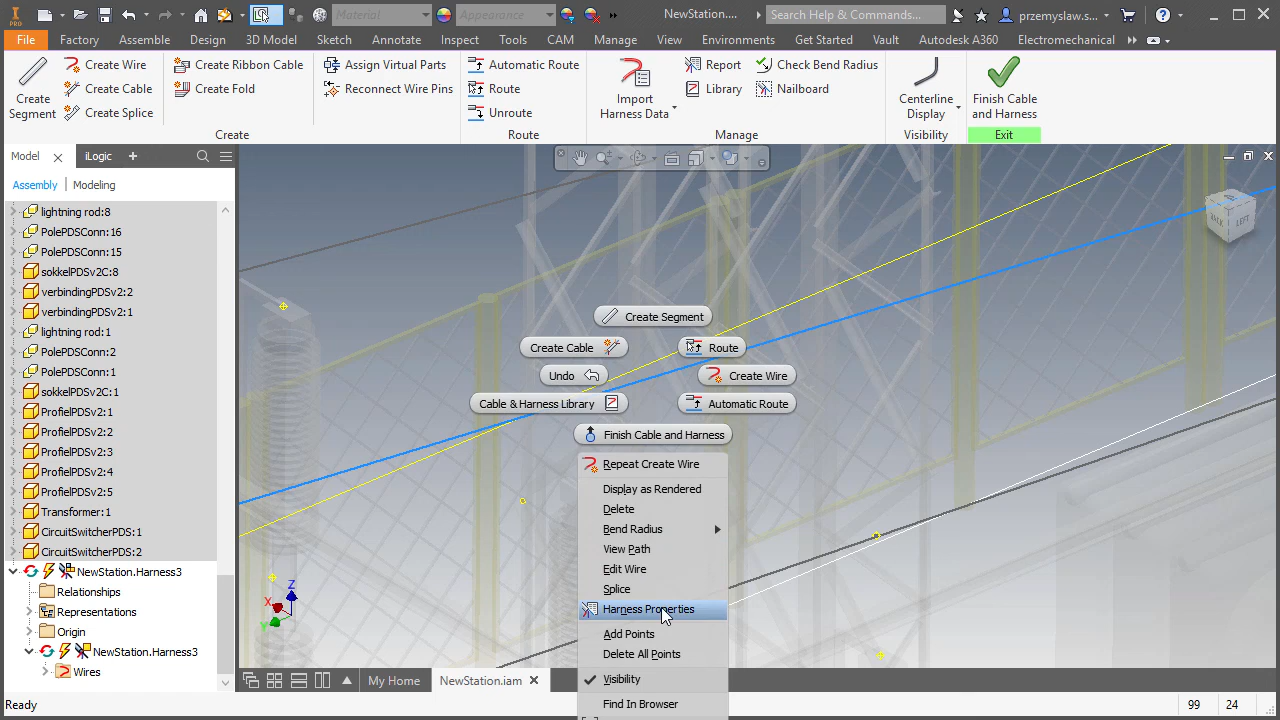 PRO
Material
Appearance
NewStation....
Search Help & Commands...
przemyslaw.s...
File
Factory
Assemble
Design
3D Model
Sketch
Annotate
Inspect
Tools
CAM
Manage
View
Environments
Get Started
Vault
Autodesk A360
Electromechanical
Create Segment
Create Wire
Create Cable
Create Splice
Create Ribbon Cable
Create Fold
Assign Virtual Parts
Reconnect Wire Pins
Automatic Route
Route
Unroute
Import Harness Data
Report
Library
Check Bend Radius
Nailboard
Centerline Display
Finish Cable and Harness
Create
Route
Manage
Visibility
Exit
Model
iLogic
Assembly
Modeling
lightning rod:8
PolePDSConn:16
PolePDSConn:15
sokkelPDSv2C:8
verbindingPDSv2:2
verbindingPDSv2:1
lightning rod:1
PolePDSConn:2
PolePDSConn:1
sokkelPDSv2C:1
ProfielPDSv2:1
ProfielPDSv2:2
ProfielPDSv2:3
ProfielPDSv2:4
ProfielPDSv2:5
Transformer:1
CircuitSwitcherPDS:1
CircuitSwitcherPDS:2
NewStation.Harness3
Relationships
Representations
Origin
NewStation.Harness3
Wires
BACK
LEFT
Z
X
Y
Create Segment
Create Cable
Route
Undo
Create Wire
Cable & Harness Library
Automatic Route
Finish Cable and Harness
Repeat Create Wire
Display as Rendered
Delete
Bend Radius
View Path
Edit Wire
Splice
Harness Properties
Add Points
Delete All Points
Visibility
Find In Browser
My Home
NewStation.iam
Ready
99
24